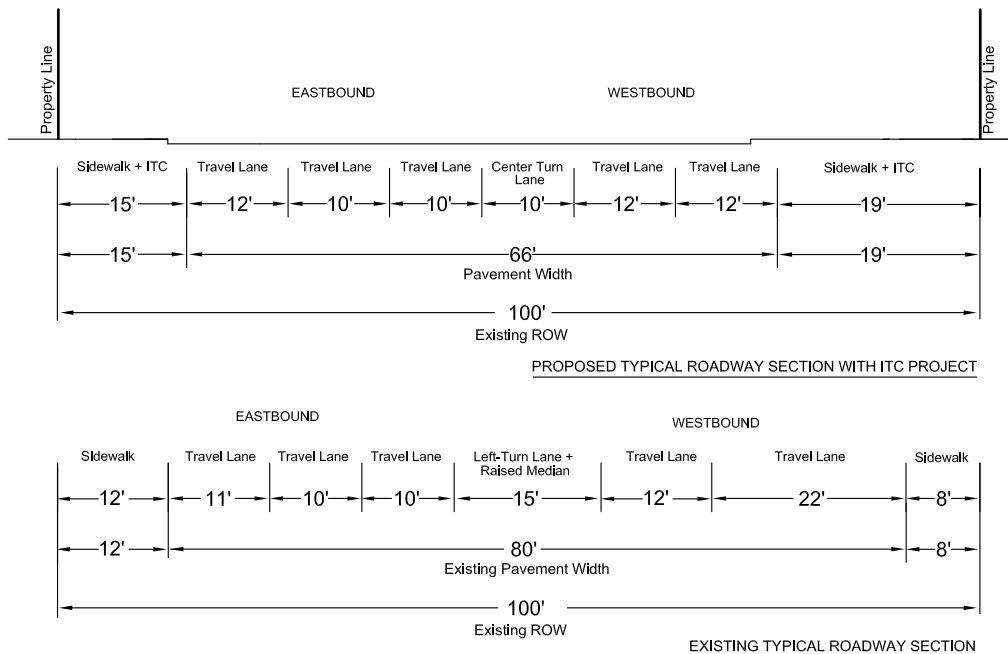 Property Line
Property Line
EASTBOUND
WESTBOUND
Sidewalk + ITC
Travel Lane
Travel Lane
Travel Lane
Center Turn
Lane
Travel Lane
Travel Lane
Sidewalk + ITC
15'
12'
10'
10'
10'
12'
12'
19'
15'
66'
19'
Pavement Width
100'
Existing ROW
PROPOSED TYPICAL ROADWAY SECTION WITH ITC PROJECT
EASTBOUND
WESTBOUND
Sidewalk
Travel Lane
Travel Lane
Travel Lane
Left-Turn Lane +
Raised Median
Travel Lane
Travel Lane
Sidewalk
12'
11'
10'
10'
15'
12'
22'
8'
12'
80'
8'
Existing Pavement Width
100'
Existing ROW
EXISTING TYPICAL ROADWAY SECTION